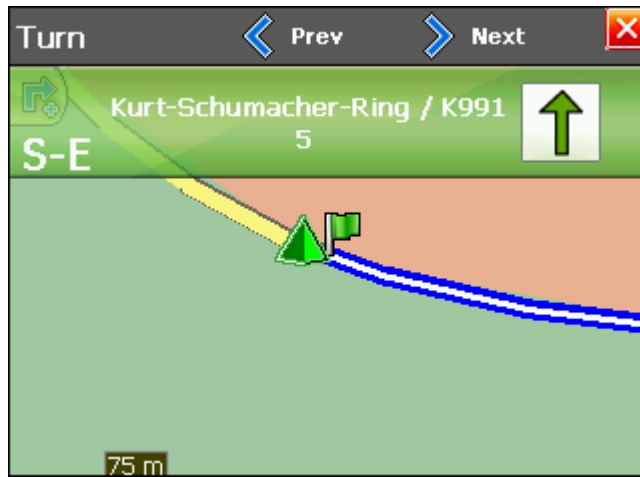 Turn
Prev
Next
Kurt-Schumacher-Ring / K991
5
S-E
75 m